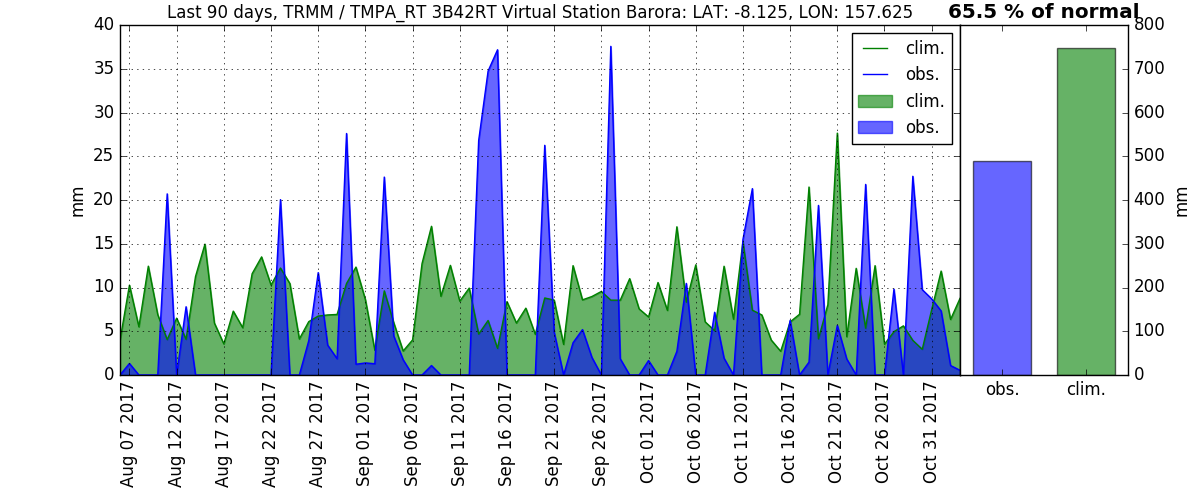 Last 90 days, TRMM / TMPA_RT 3B42RT Virtual Station Barora: LAT: -8.125, LON: 157.625
65.5 % of normal
40
35
30
25
20
15
10
5
0
mm
clim.
obs.
clim.
obs.
800
700
600
500
400
300
200
100
0
mm
Aug 07 2017
Aug 12 2017
Aug 17 2017
Aug 22 2017
Aug 27 2017
Sep 01 2017
Sep 06 2017
Sep 11 2017
Sep 16 2017
Sep 21 2017
Sep 26 2017
Oct 01 2017
Oct 06 2017
Oct 11 2017
Oct 16 2017
Oct 21 2017
Oct 26 2017
Oct 31 2017
obs.
clim.